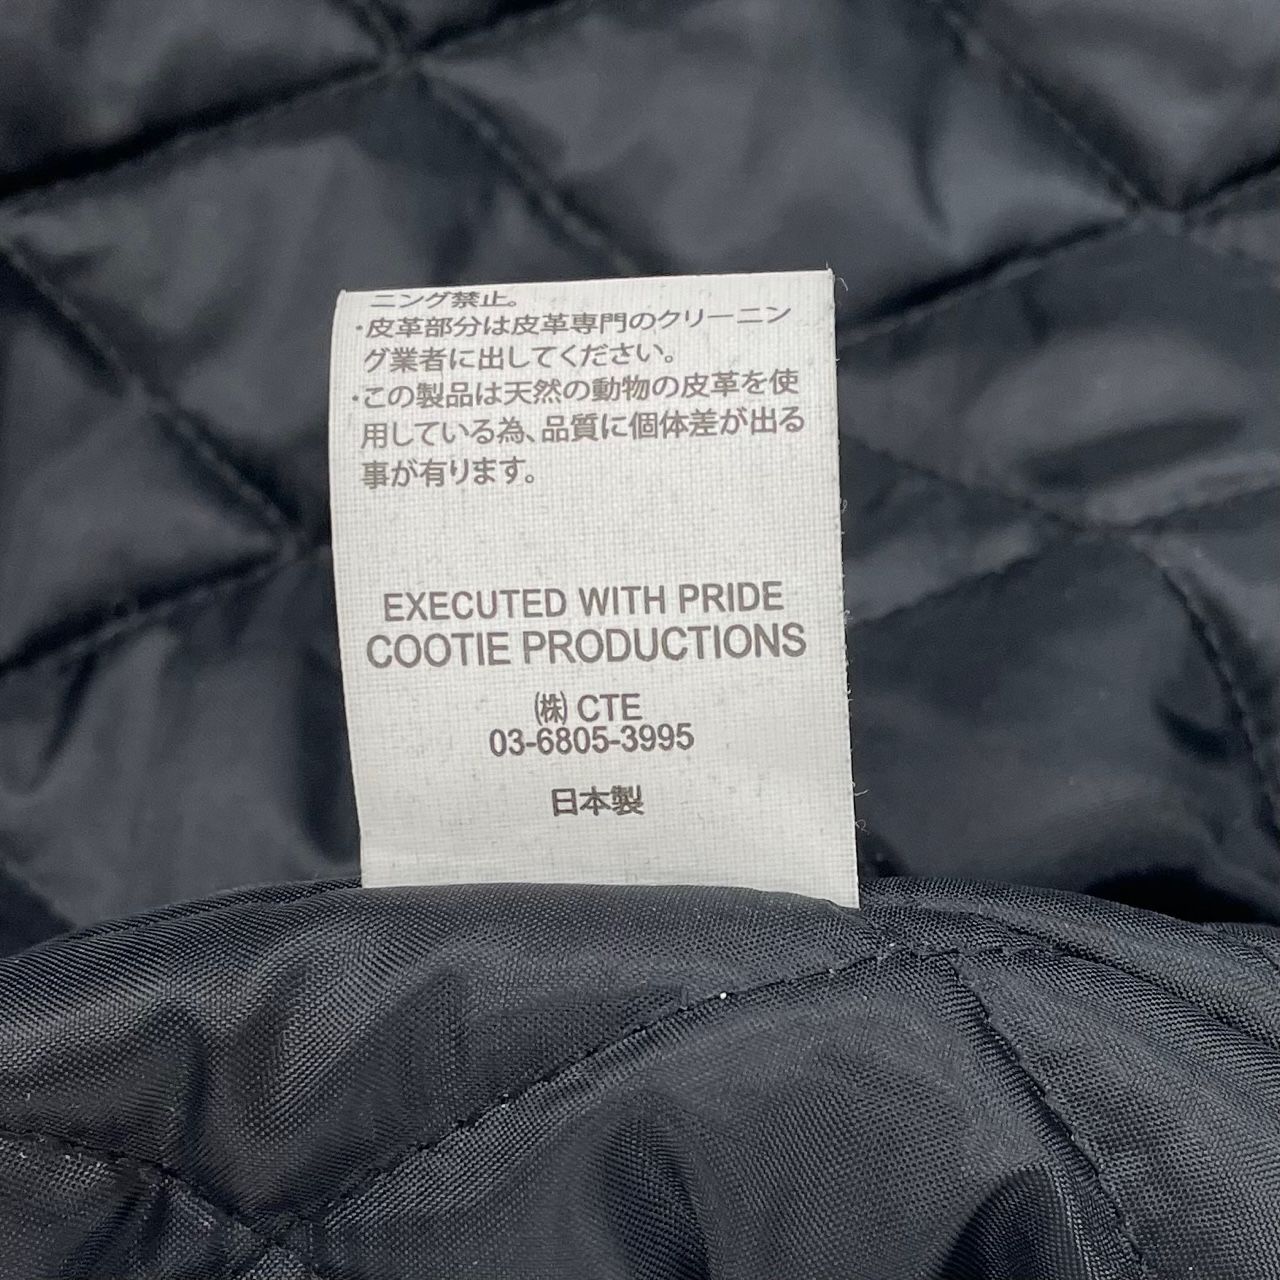 ニング禁止。
・皮革部分は皮革専門のクリーニン
グ業者に出してください。
・この製品は天然の動物の皮革を使
用している為、品質に個体差が出る
事が有ります。
EXECUTED WITH PRIDE
COOTIE PRODUCTIONS
㈱ CTE
03-6805-3995
日本製